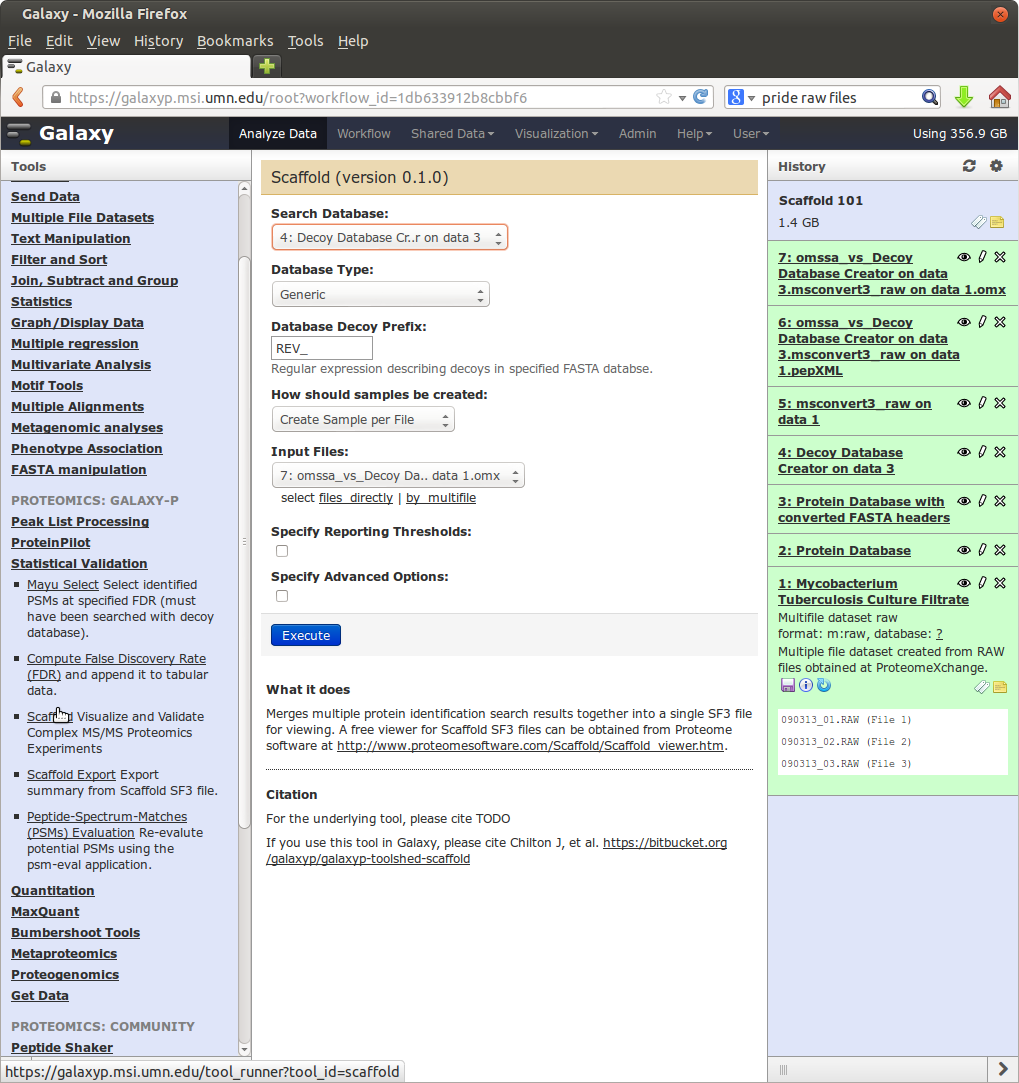 Galaxy - Mozilla Firefox
File Edit View History Bookmarks Tools Help
Galaxy
https://galaxyp.msi.umn.edu/root?workflow_id=1db633912b8cbbf6
pride raw files
Galaxy
Analyze Data
Workflow
Shared Data
Visualization
Admin
Help
User
Using 356.9 GB
Tools
Send Data
Multiple File Datasets
Text Manipulation
Filter and Sort
Join, Subtract and Group
Statistics
Graph/Display Data
Multiple regression
Multivariate Analysis
Motif Tools
Multiple Alignments
Metagenomic analyses
Phenotype Association
FASTA manipulation
PROTEOMICS: GALAXY-P
Peak List Processing
ProteinPilot
Statistical Validation
Mayu Select Select identified
PSMs at specified FDR (must
have been searched with decoy
database).
Compute False Discovery Rate
(FDR) and append it to tabular
data.
Scaffold Visualize and Validate
Complex MS/MS Proteomics
Experiments
Scaffold Export Export
summary from Scaffold SF3 file.
Peptide-Spectrum-Matches
(PSMs) Evaluation Re-evalute
potential PSMs using the
psm-eval application.
Quantitation
MaxQuant
Bumbershoot Tools
Metaproteomics
Proteogenomics
Get Data
PROTEOMICS: COMMUNITY
Peptide Shaker
https://galaxyp.msi.umn.edu/tool_runner?tool_id=scaffold
Scaffold (version 0.1.0)
Search Database:
4: Decoy Database Cr..r on data 3
Database Type:
Generic
Database Decoy Prefix:
REV_
Regular expression describing decoys in specified FASTA databse.
How should samples be created:
Create Sample per File
Input Files:
7: omssa_vs_Decoy Da.. data 1.omx
select files directly | by multifile
Specify Reporting Thresholds:
Specify Advanced Options:
Execute
What it does
Merges multiple protein identification search results together into a single SF3 file
for viewing. A free viewer for Scaffold SF3 files can be obtained from Proteome
software at http://www.proteomesoftware.com/Scaffold/Scaffold_viewer.htm.
Citation
For the underlying tool, please cite TODO
If you use this tool in Galaxy, please cite Chilton J, et al. https://bitbucket.org
/galaxyp/galaxyp-toolshed-scaffold
History
Scaffold 101
1.4 GB
7: omssa_vs_Decoy
Database Creator on data
3.msconvert3_raw on data 1.omx
6: omssa_vs_Decoy
Database Creator on data
3.msconvert3_raw on data
1.pepXML
5: msconvert3_raw on
data 1
4: Decoy Database
Creator on data 3
3: Protein Database with
converted FASTA headers
2: Protein Database
1: Mycobacterium
Tuberculosis Culture Filtrate
Multifile dataset raw
format: m:raw, database: ?
Multiple file dataset created from RAW
files obtained at ProteomeXchange.
090313_01.RAW (File 1)
090313_02.RAW (File 2)
090313_03.RAW (File 3)